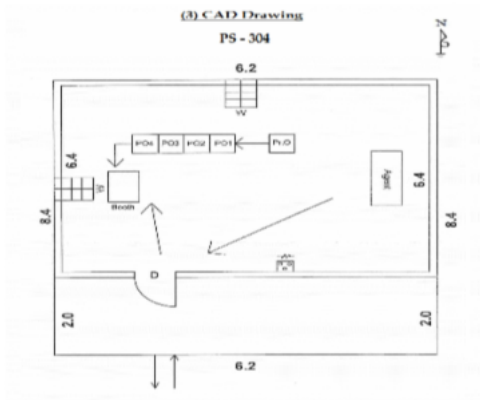 (3) CAD Drawing
PS - 304
N
6.2
W
PO4 PO3 PO2 PO1 Pr.O
6.4
W
Booth
Agent
6.4
8.4
8.4
D
2.0
2.0
6.2